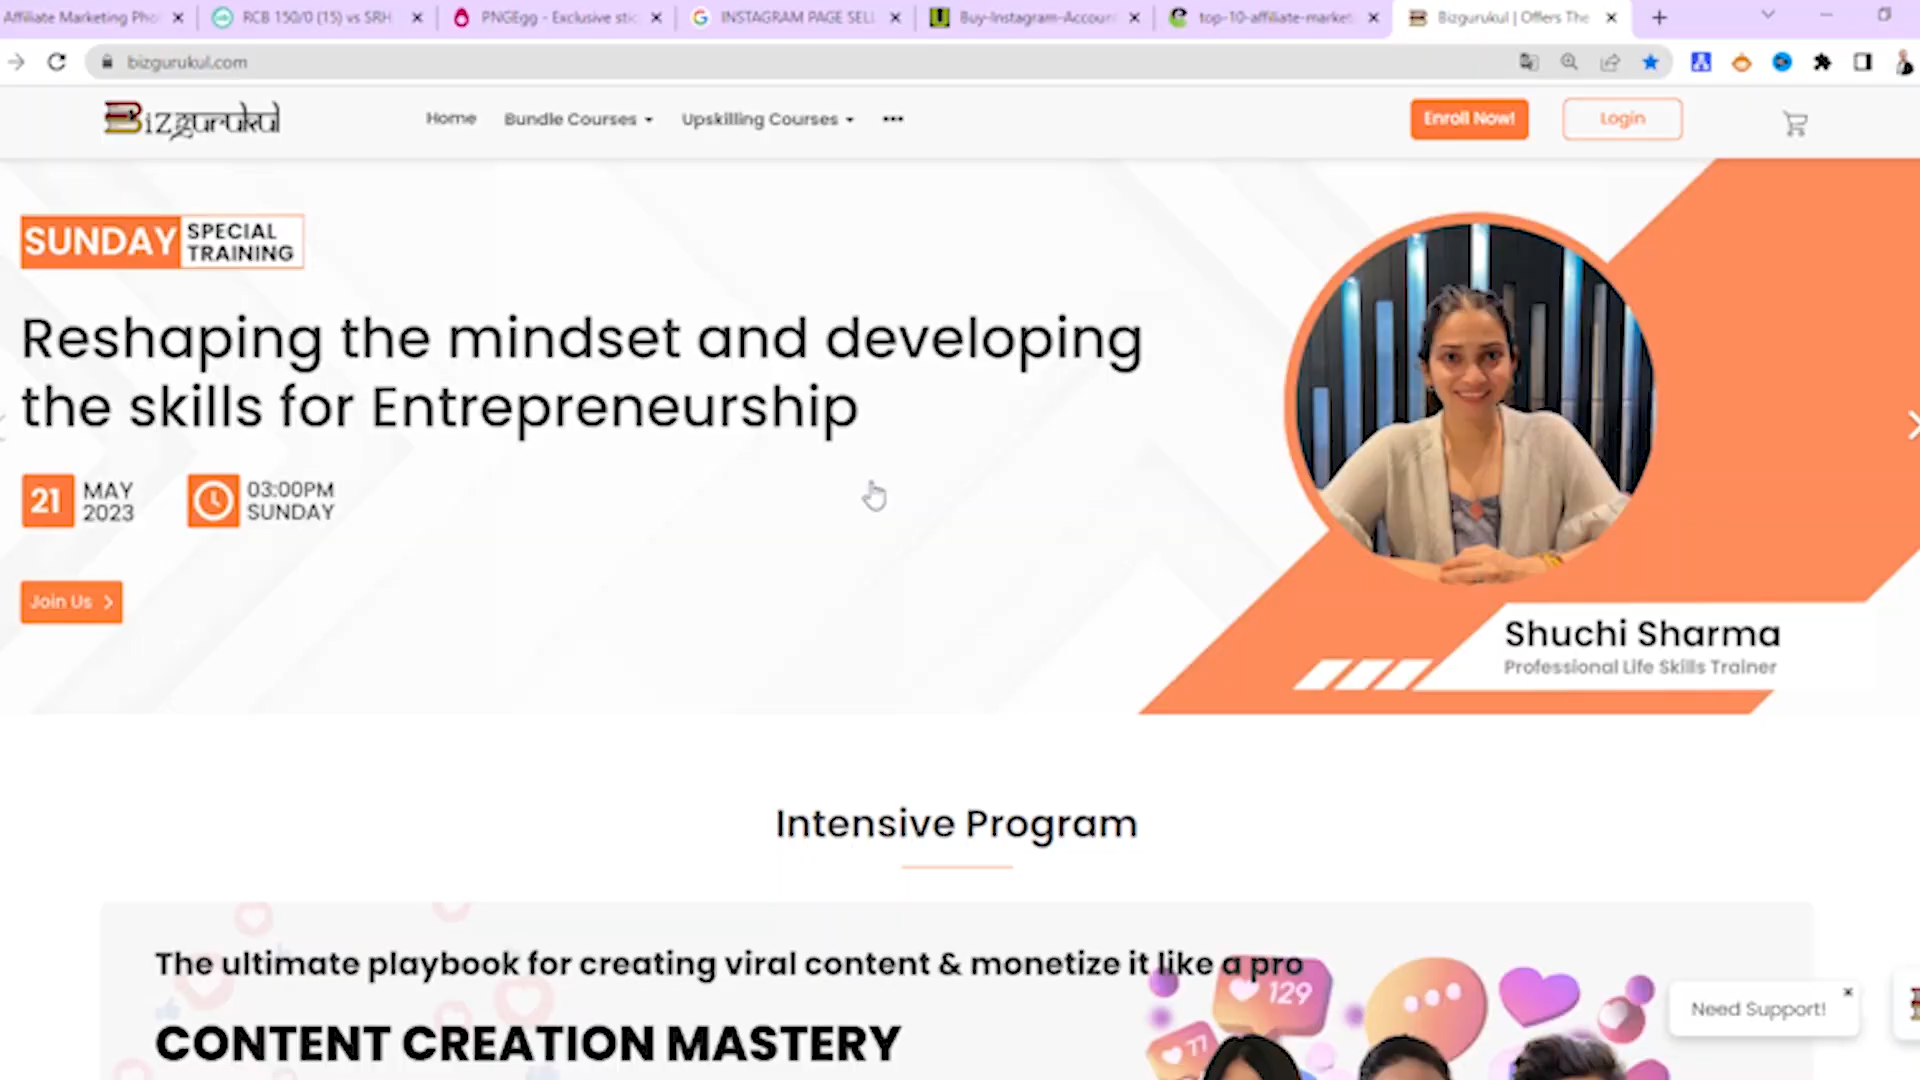 Affiliate Marketing Pho
RCB 150/0 (15) vs SRH
PNGEgg - Exclusive stic
INSTAGRAM PAGE SELL
Buy-Instagram-Account
top-10-affiliate-market
Bizgurukul | Offers The
bizgurukul.com
Bizgurukul
Home
Bundle Courses
Upskilling Courses
Enroll Now!
Login
SUNDAY
SPECIAL
TRAINING
Reshaping the mindset and developing
the skills for Entrepreneurship
21
MAY
2023
03:00PM
SUNDAY
Join Us
Shuchi Sharma
Professional Life Skills Trainer
Intensive Program
The ultimate playbook for creating viral content & monetize it like a pro
129
CONTENT CREATION MASTERY
77
Need Support!